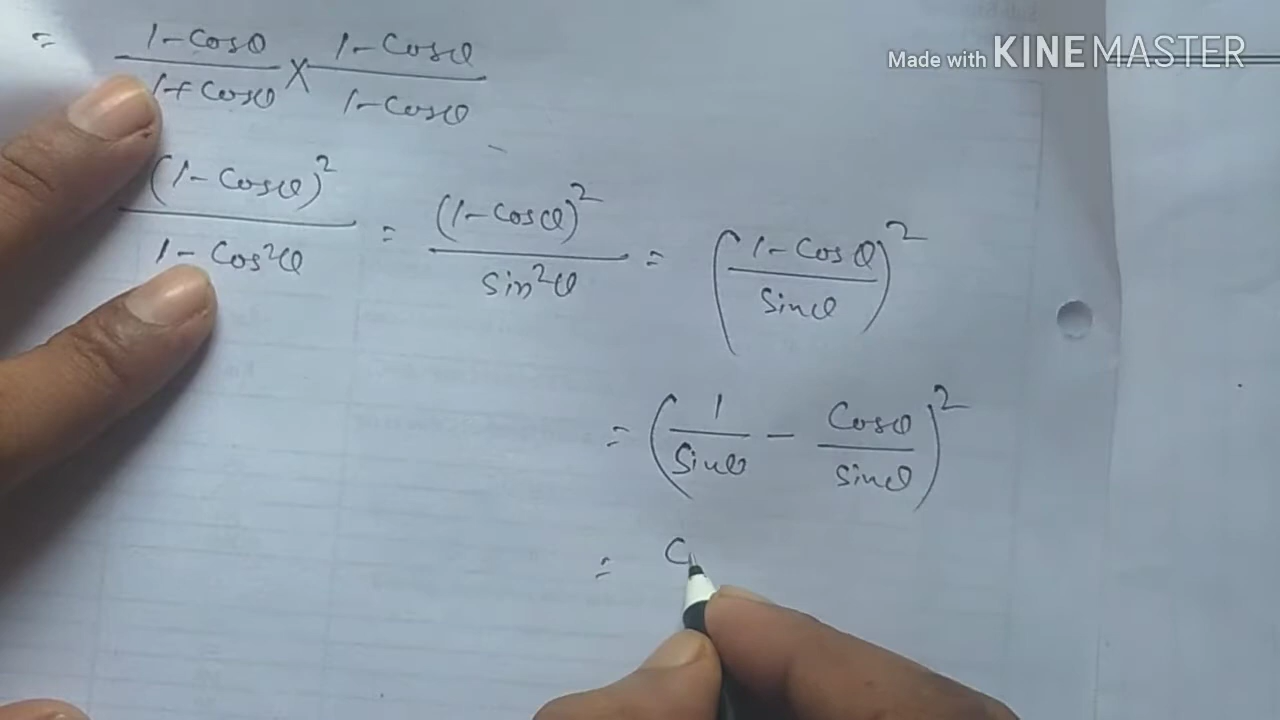 Made with KINEMASTER
= (1-Cosθ)/(1+Cosθ) × (1-Cosθ)/(1-Cosθ)
(1-Cosθ)²/(1-Cos²θ) = (1-Cosθ)²/Sin²θ = ((1-Cosθ)/Sinθ)²
= (1/Sinθ - Cosθ/Sinθ)²
= C